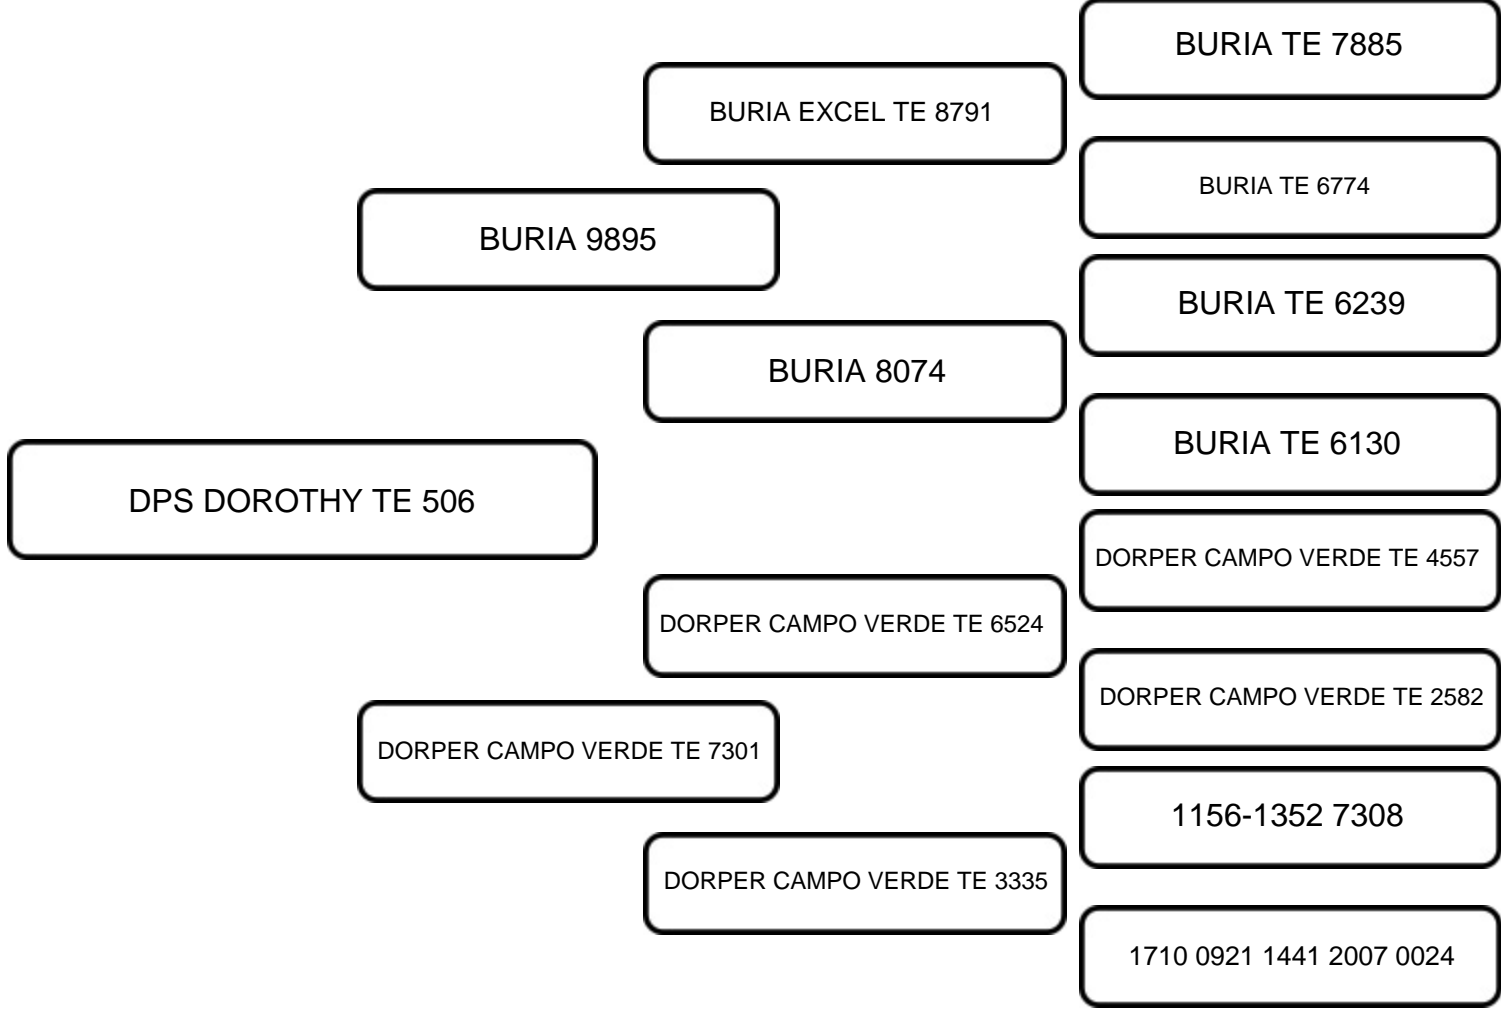 BURIA TE 7885
BURIA EXCEL TE 8791
BURIA TE 6774
BURIA 9895
BURIA TE 6239
BURIA 8074
BURIA TE 6130
DPS DOROTHY TE 506
DORPER CAMPO VERDE TE 4557
DORPER CAMPO VERDE TE 6524
DORPER CAMPO VERDE TE 2582
DORPER CAMPO VERDE TE 7301
1156-1352 7308
DORPER CAMPO VERDE TE 3335
1710 0921 1441 2007 0024